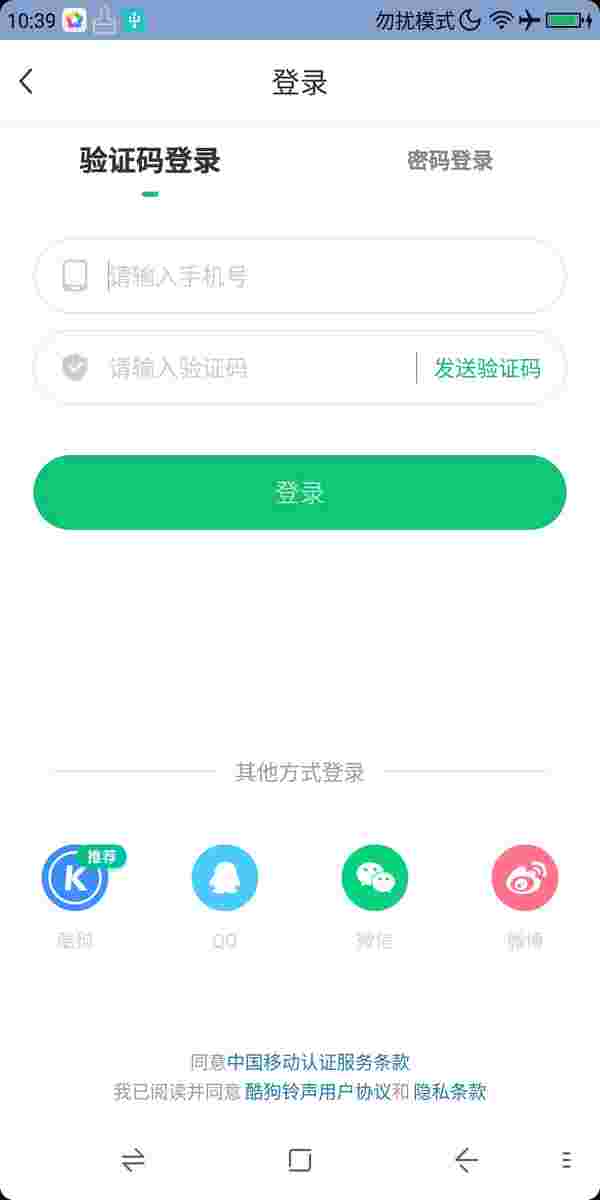 10:39 勿扰模式
登录
验证码登录 密码登录
请输入手机号
请输入验证码 发送验证码
登录
其他方式登录
推荐
酷狗 QQ 微信 微博
同意中国移动认证服务条款
我已阅读并同意 酷狗铃声用户协议和 隐私条款